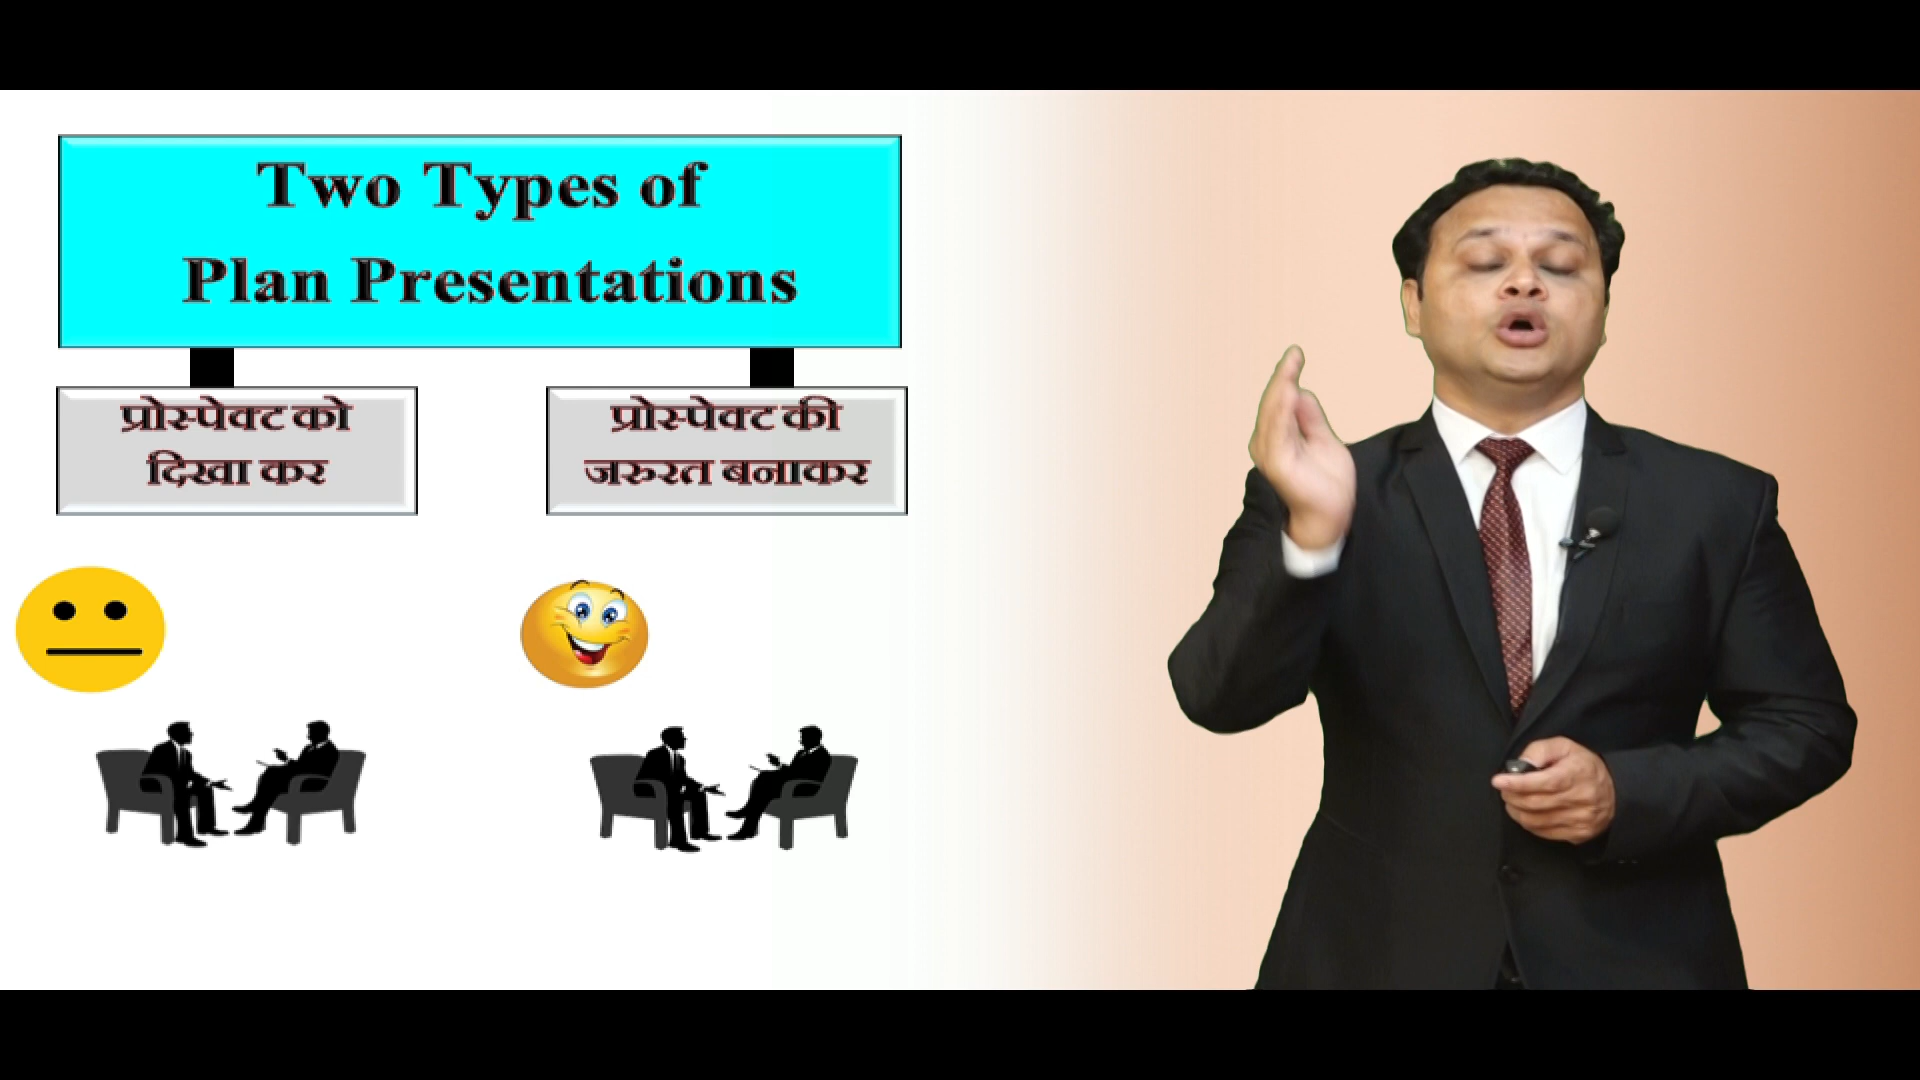 Two Types of
Plan Presentations
प्रोस्पेक्ट को
दिखा कर
प्रोस्पेक्ट की
जरुरत बनाकर